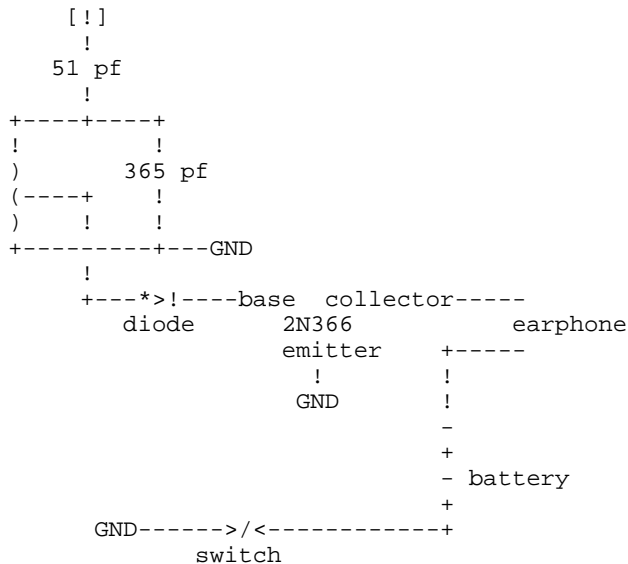 [!]
!
51 pf
!
+----+----+
! !
) 365 pf
(----+ !
) ! !
+---------+---GND
!
+---*>!----base collector-----
diode 2N366 earphone
emitter +-----
! !
GND !
-
+
- battery
+
GND------>/<------------+
switch